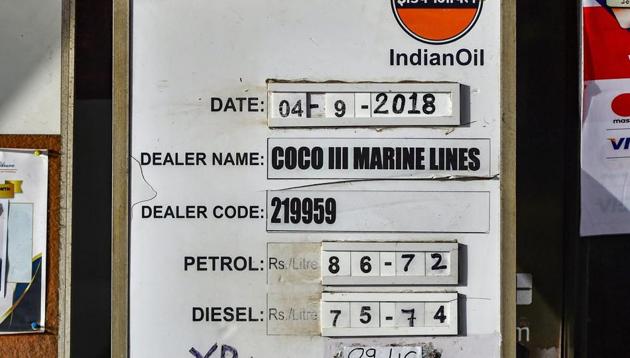 IndianOil
DATE: 04-9-2018
DEALER NAME: COCO III MARINE LINES
DEALER CODE: 219959
PETROL: Rs./Litre 86-72
DIESEL: Rs./Litre 75-74